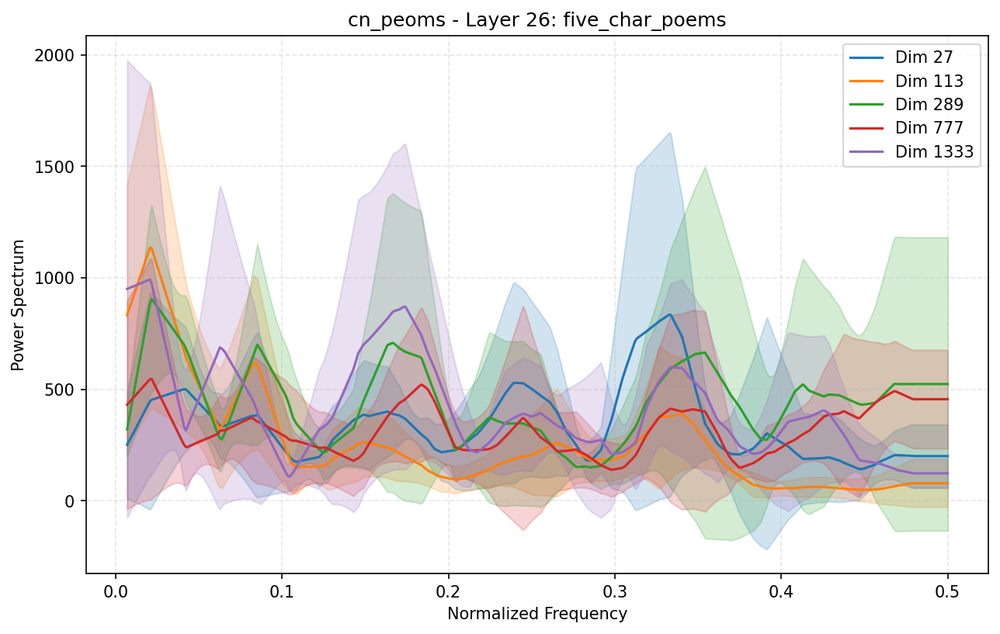 cn_peoms - Layer 26: five_char_poems
Dim 27
Dim 113
Dim 289
Dim 777
Dim 1333
Power Spectrum
2000
1500
1000
500
0
0.0 0.1 0.2 0.3 0.4 0.5
Normalized Frequency